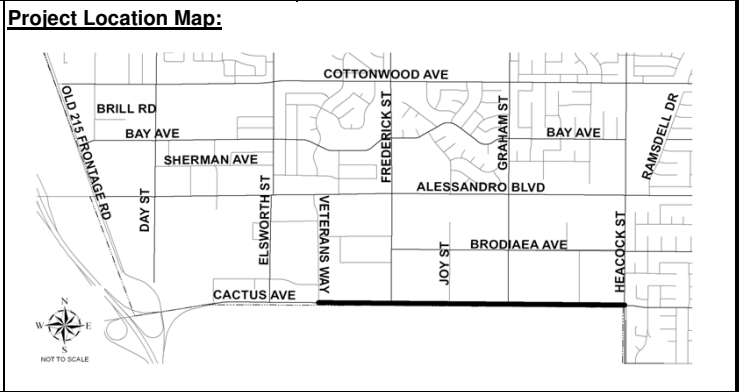 Project Location Map:
COTTONWOOD AVE
OLD 215 FRONTAGE RD
BRILL RD
FREDERICK ST
GRAHAM ST
RAMSDELL DR
BAY AVE
BAY AVE
SHERMAN AVE
ALESSANDRO BLVD
DAY ST
ELSWORTH ST
VETERANS WAY
JOY ST
BRODIAEA AVE
HEACOCK ST
CACTUS AVE
N
W
E
S
NOT TO SCALE